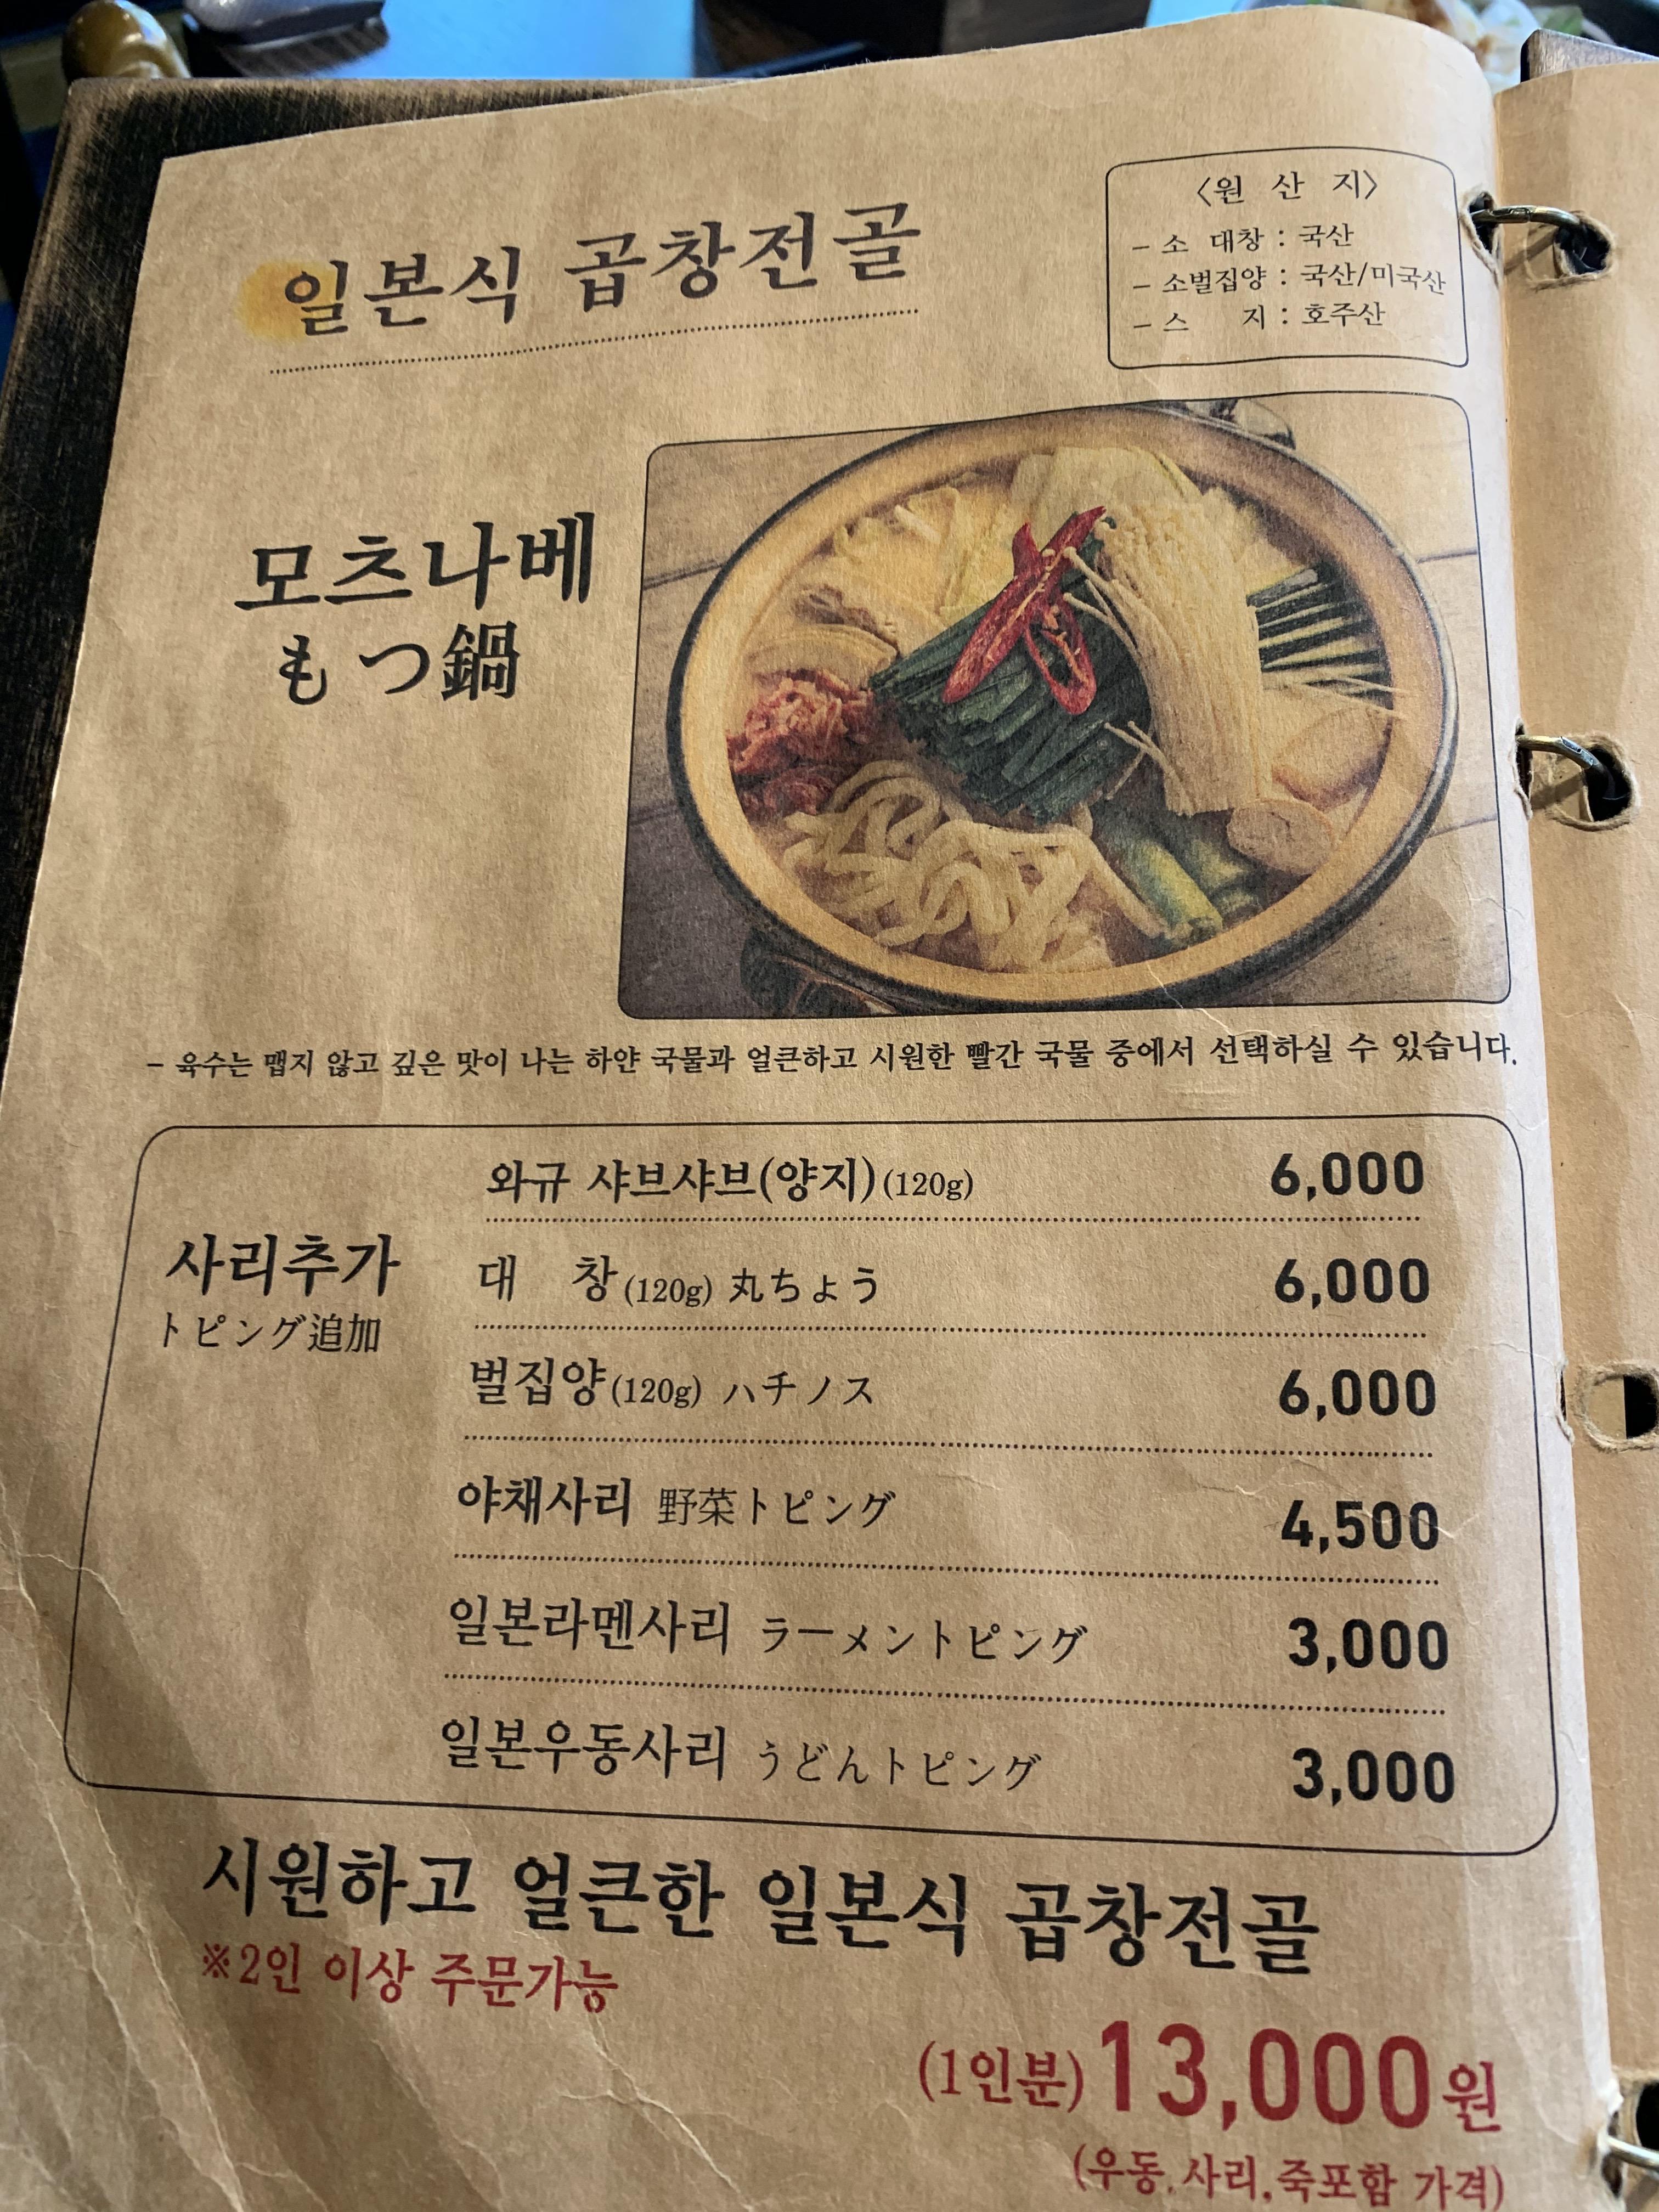 일본식 곱창전골
<원 산 지>
- 소 대창 : 국산
- 소벌집양 : 국산/미국산
- 스 지 : 호주산
모츠나베
もつ鍋
- 육수는 맵지 않고 깊은 맛이 나는 하얀 국물과 얼큰하고 시원한 빨간 국물 중에서 선택하실 수 있습니다.
사리추가
トピング追加
와규 샤브샤브(양지)(120g) 6,000
대 창(120g) 丸ちょう 6,000
벌집양(120g) ハチノス 6,000
야채사리 野菜トピング 4,500
일본라멘사리 ラーメントピング 3,000
일본우동사리 うどんトピング 3,000
시원하고 얼큰한 일본식 곱창전골
※2인 이상 주문가능
(1인분)13,000원
(우동.사리.죽포함 가격)